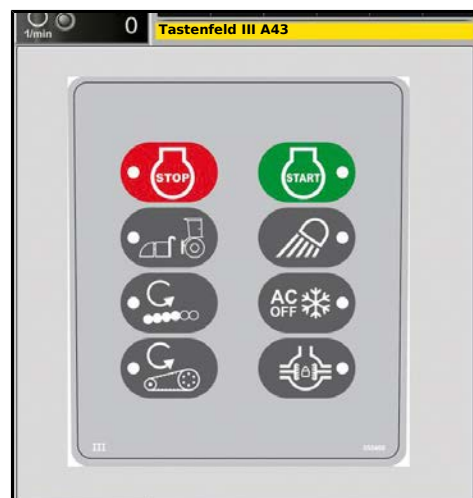 1/min
0
Tastenfeld III A43
STOP
START
AC
OFF
III